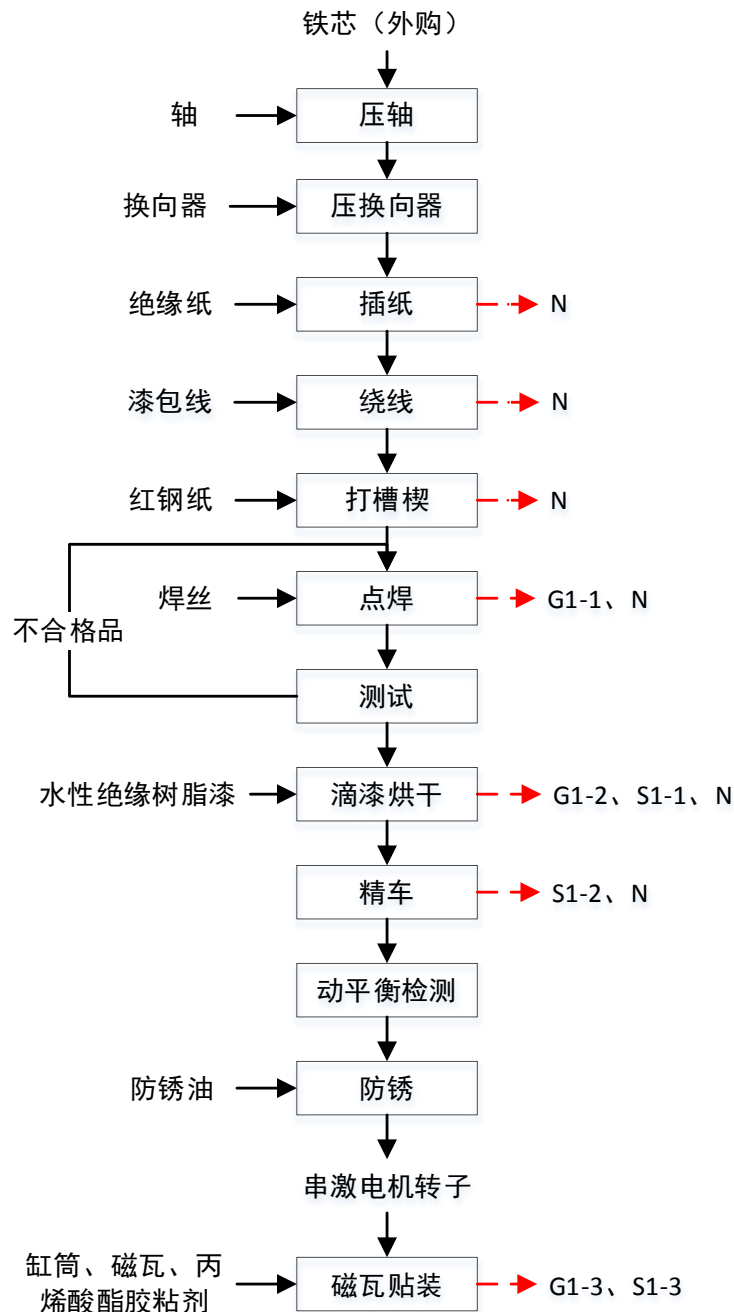 铁芯（外购）
轴
压轴
换向器
压换向器
绝缘纸
插纸
N
漆包线
绕线
N
红钢纸
打槽楔
N
焊丝
点焊
G1-1、N
不合格品
测试
水性绝缘树脂漆
滴漆烘干
G1-2、S1-1、N
精车
S1-2、N
动平衡检测
防锈油
防锈
串激电机转子
缸筒、磁瓦、丙
烯酸酯胶粘剂
磁瓦贴装
G1-3、S1-3